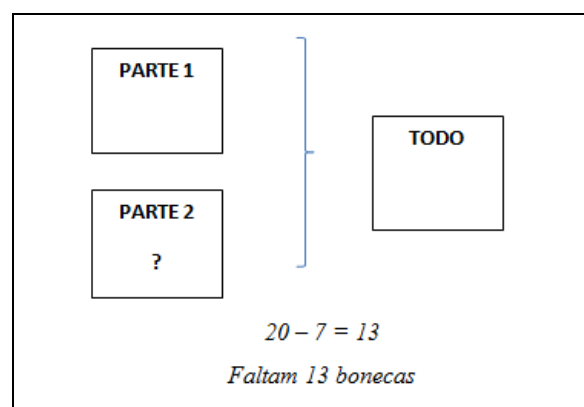 PARTE 1
TODO
PARTE 2
?
20 – 7 = 13
Faltam 13 bonecas